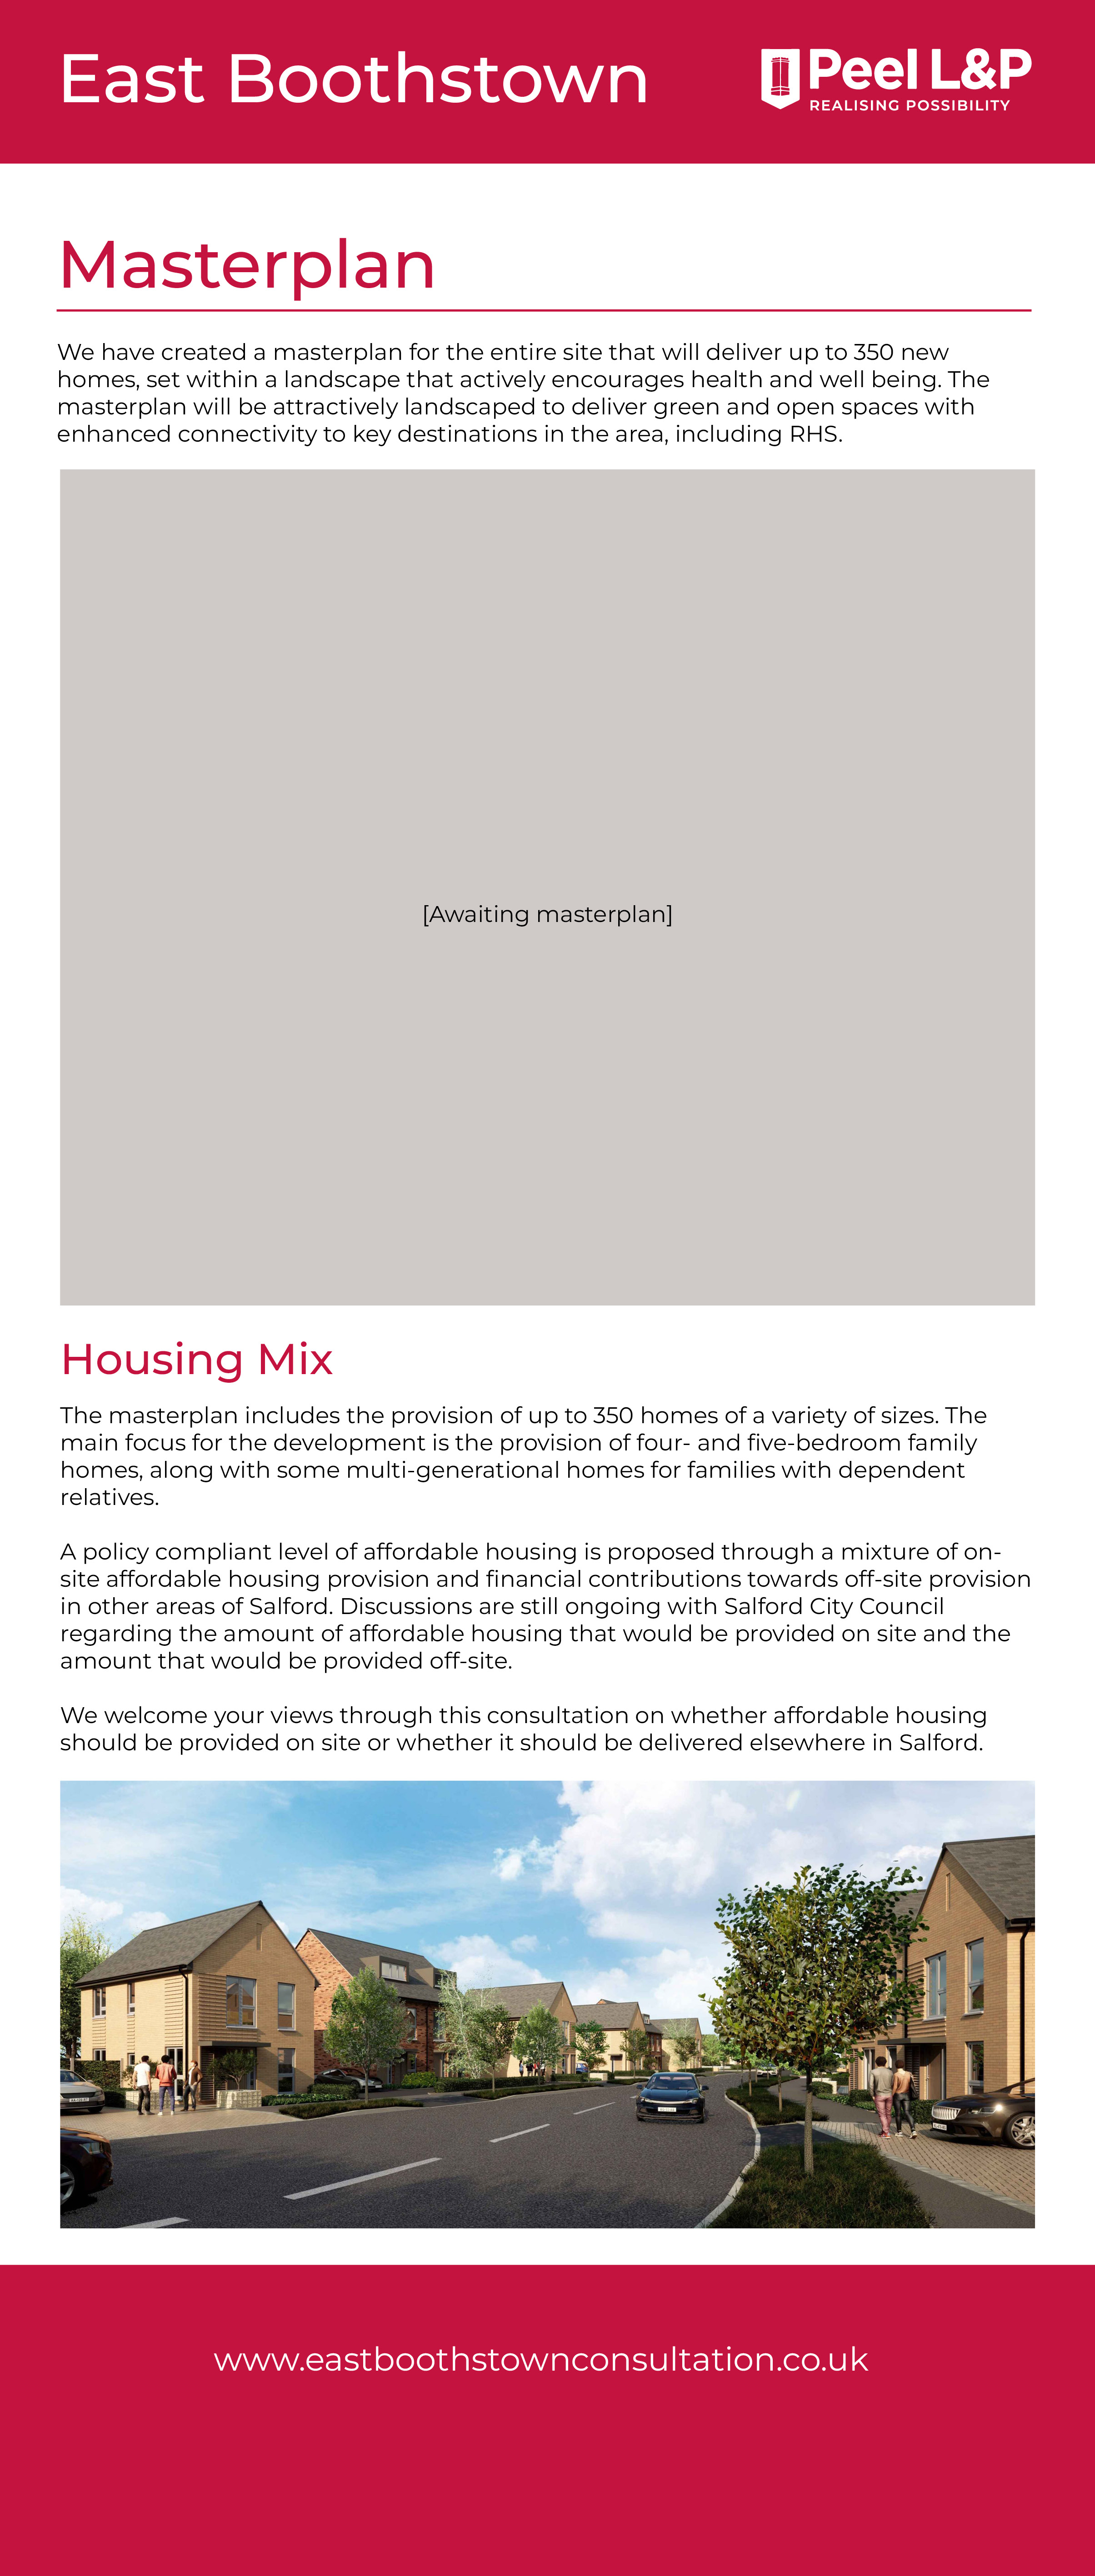 East Boothstown
Peel L&P
REALISING POSSIBILITY
Masterplan
We have created a masterplan for the entire site that will deliver up to 350 new
homes, set within a landscape that actively encourages health and well being. The
masterplan will be attractively landscaped to deliver green and open spaces with
enhanced connectivity to key destinations in the area, including RHS.
[Awaiting masterplan]
Housing Mix
The masterplan includes the provision of up to 350 homes of a variety of sizes. The
main focus for the development is the provision of four- and five-bedroom family
homes, along with some multi-generational homes for families with dependent
relatives.
A policy compliant level of affordable housing is proposed through a mixture of on-
site affordable housing provision and financial contributions towards off-site provision
in other areas of Salford. Discussions are still ongoing with Salford City Council
regarding the amount of affordable housing that would be provided on site and the
amount that would be provided off-site.
We welcome your views through this consultation on whether affordable housing
should be provided on site or whether it should be delivered elsewhere in Salford.
www.eastboothstownconsultation.co.uk